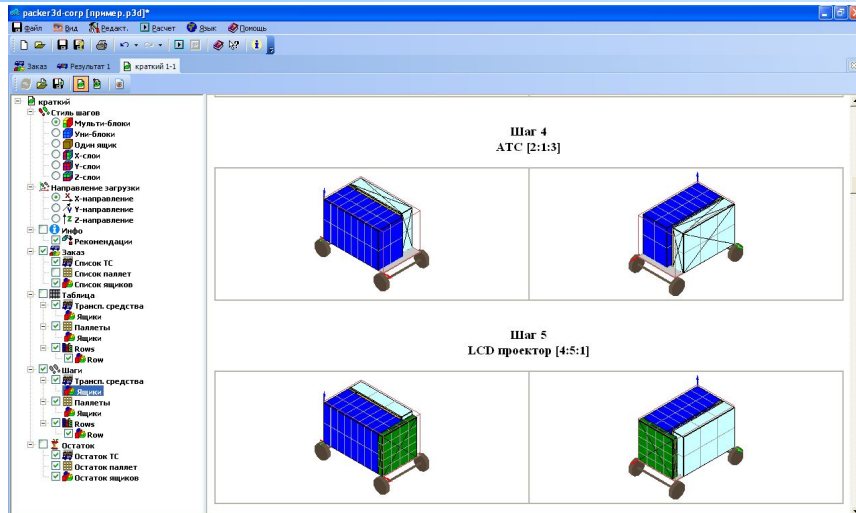 packer3d-corp [пример.p3d]*
Файл Вид Редакт. Расчет Язык Помощь
Заказ Результат 1 краткий 1-1
краткий
Стиль шагов
Мульти-блоки
Уни-блоки
Один ящик
X-слои
Y-слои
Z-слои
Направление загрузки
X-направление
Y-направление
Z-направление
Инфо
Рекомендации
Заказ
Список ТС
Список паллет
Список ящиков
Таблица
Трансп. средства
Ящики
Паллеты
Ящики
Rows
Row
Шаги
Трансп. средства
Ящики
Паллеты
Ящики
Rows
Row
Остаток
Остаток ТС
Остаток паллет
Остаток ящиков
Шаг 4
АТС [2:1:3]
Шаг 5
LCD проектор [4:5:1]